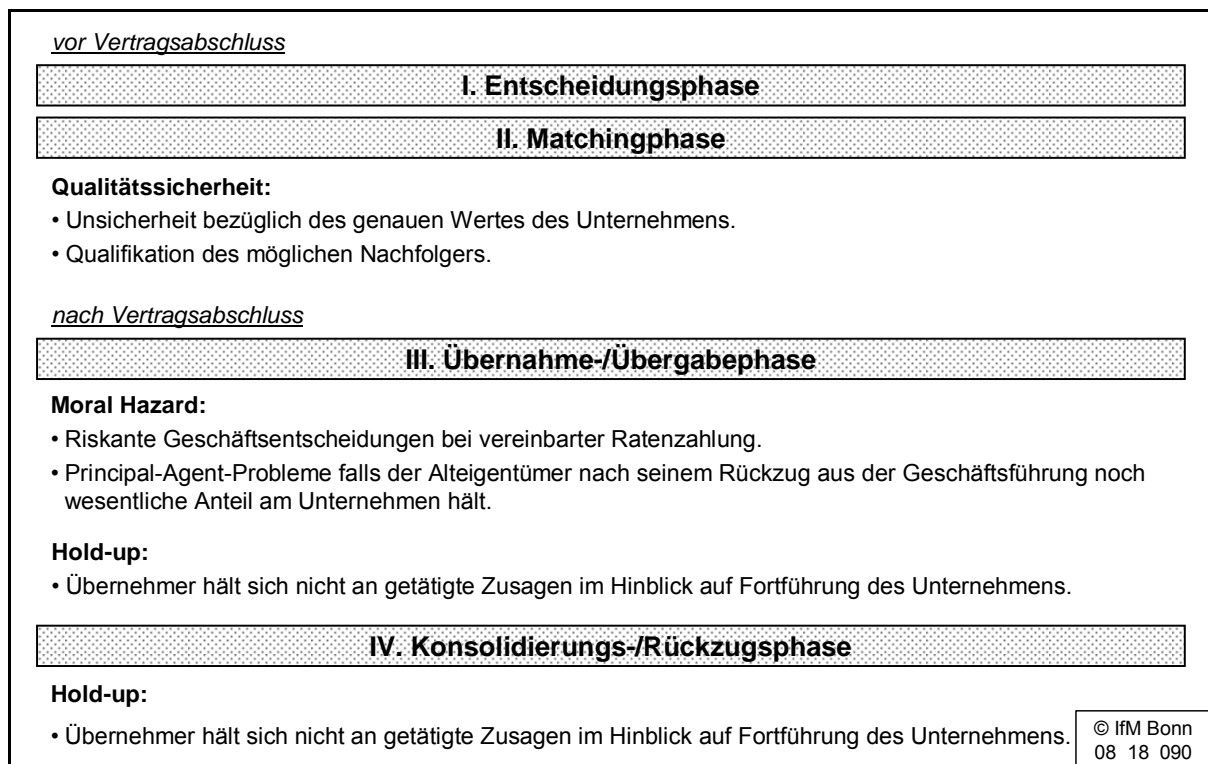 vor Vertragsabschluss
I. Entscheidungsphase
II. Matchingphase
Qualitätssicherheit:
• Unsicherheit bezüglich des genauen Wertes des Unternehmens.
• Qualifikation des möglichen Nachfolgers.
nach Vertragsabschluss
III. Übernahme-/Übergabephase
Moral Hazard:
• Riskante Geschäftsentscheidungen bei vereinbarter Ratenzahlung.
• Principal-Agent-Probleme falls der Alteigentümer nach seinem Rückzug aus der Geschäftsführung noch
wesentliche Anteil am Unternehmen hält.
Hold-up:
• Übernehmer hält sich nicht an getätigte Zusagen im Hinblick auf Fortführung des Unternehmens.
IV. Konsolidierungs-/Rückzugsphase
Hold-up:
• Übernehmer hält sich nicht an getätigte Zusagen im Hinblick auf Fortführung des Unternehmens.
© IfM Bonn
08 18 090